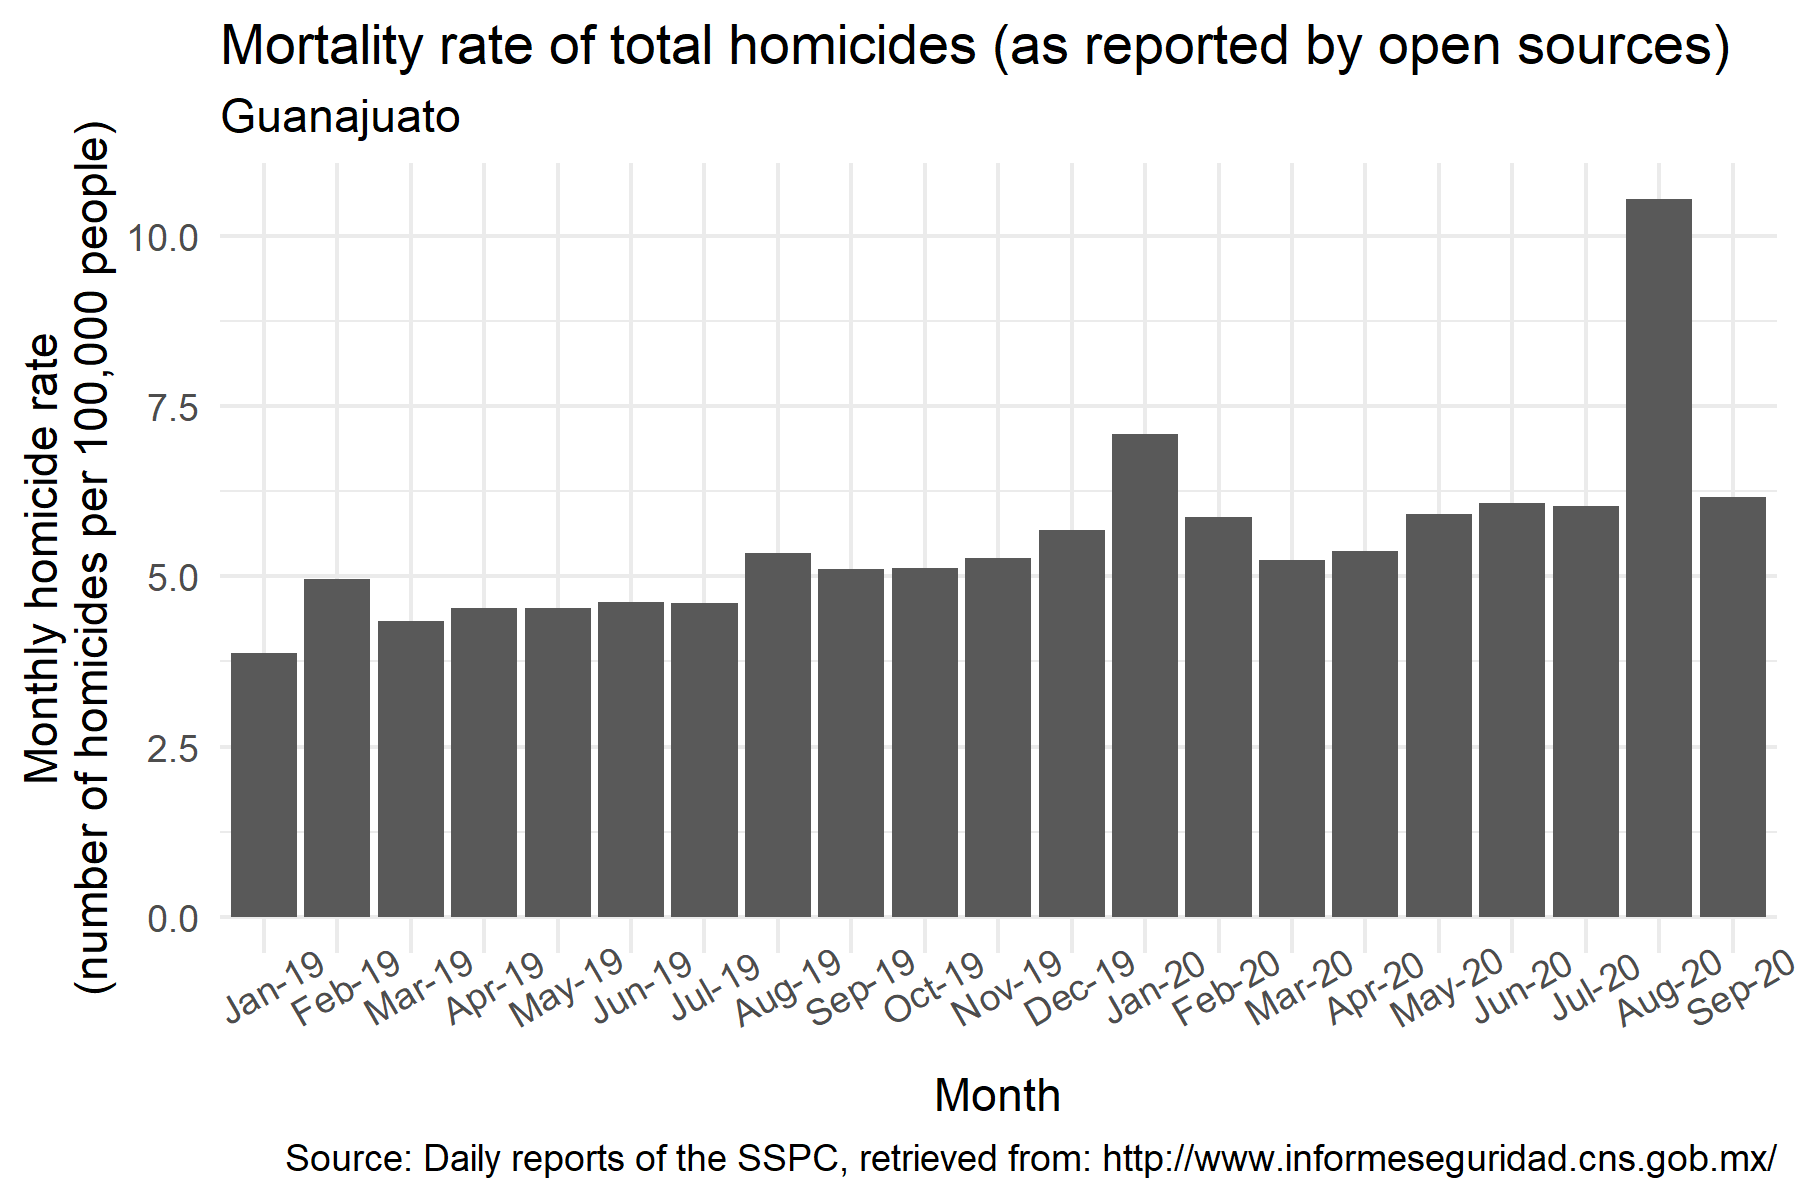 Mortality rate of total homicides (as reported by open sources)
Guanajuato
Monthly homicide rate
(number of homicides per 100,000 people)
10.0
7.5
5.0
2.5
0.0
Jan-19
Feb-19
Mar-19
Apr-19
May-19
Jun-19
Jul-19
Aug-19
Sep-19
Oct-19
Nov-19
Dec-19
Jan-20
Feb-20
Mar-20
Apr-20
May-20
Jun-20
Jul-20
Aug-20
Sep-20
Month
Source: Daily reports of the SSPC, retrieved from: http://www.informeseguridad.cns.gob.mx/